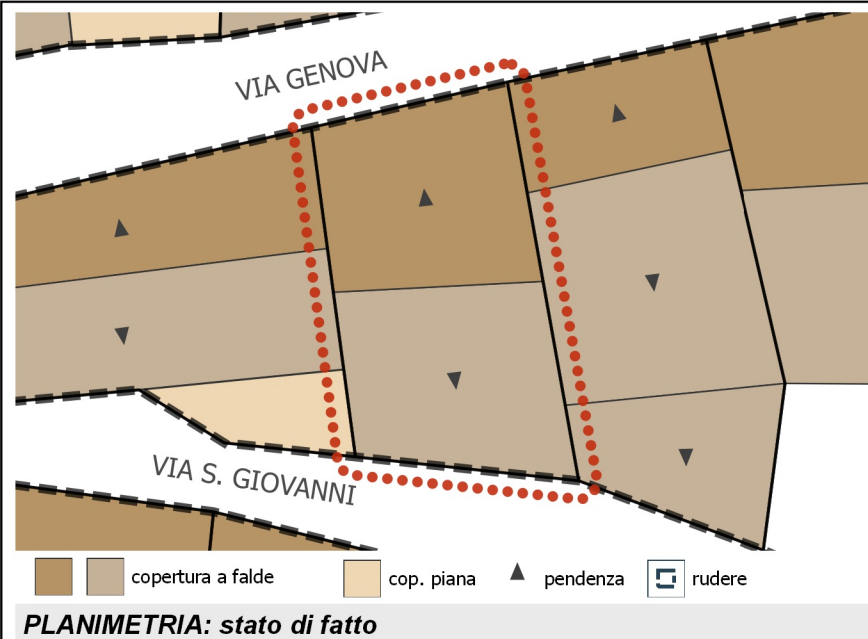 VIA GENOVA
VIA S. GIOVANNI
copertura a falde cop. piana pendenza rudere
PLANIMETRIA: stato di fatto